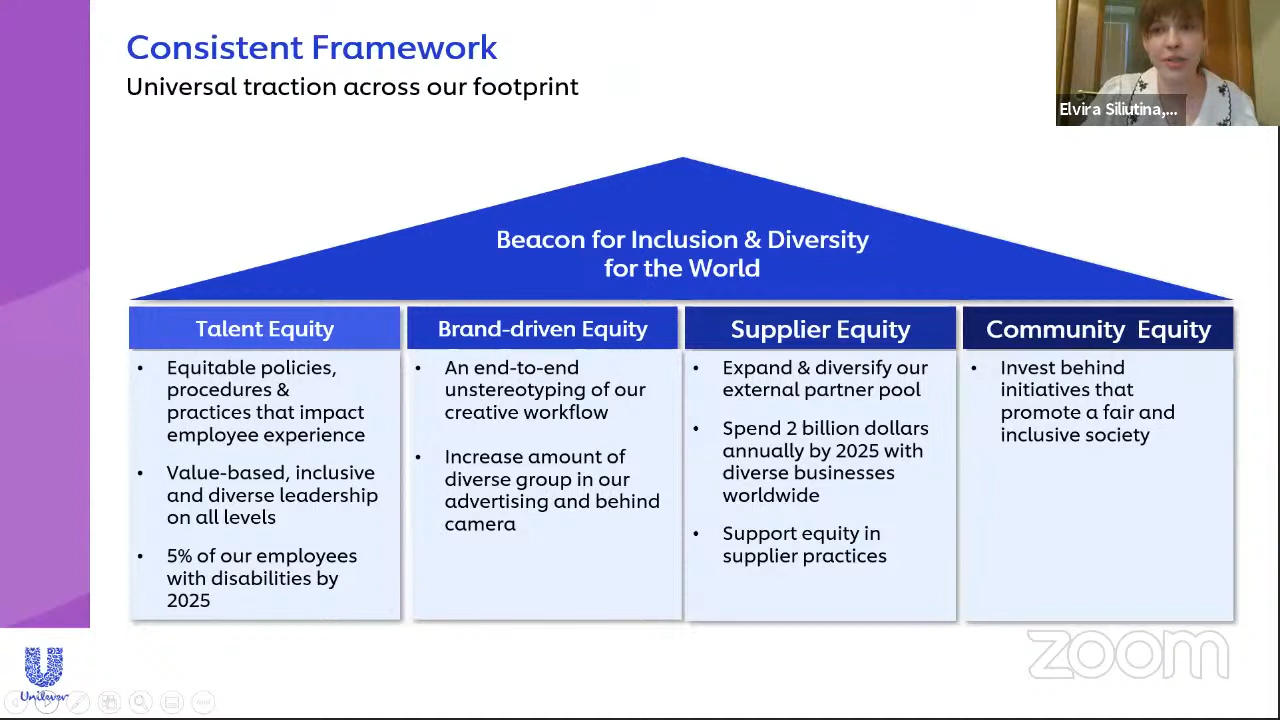 Consistent Framework
Universal traction across our footprint
Elvira Siliutina,...
Beacon for Inclusion & Diversity
for the World
Talent Equity
• Equitable policies,
procedures &
practices that impact
employee experience
• Value-based, inclusive
and diverse leadership
on all levels
• 5% of our employees
with disabilities by
2025
Brand-driven Equity
• An end-to-end
unstereotyping of our
creative workflow
• Increase amount of
diverse group in our
advertising and behind
camera
Supplier Equity
• Expand & diversify our
external partner pool
• Spend 2 billion dollars
annually by 2025 with
diverse businesses
worldwide
• Support equity in
supplier practices
Community Equity
• Invest behind
initiatives that
promote a fair and
inclusive society
Unilever
zoom